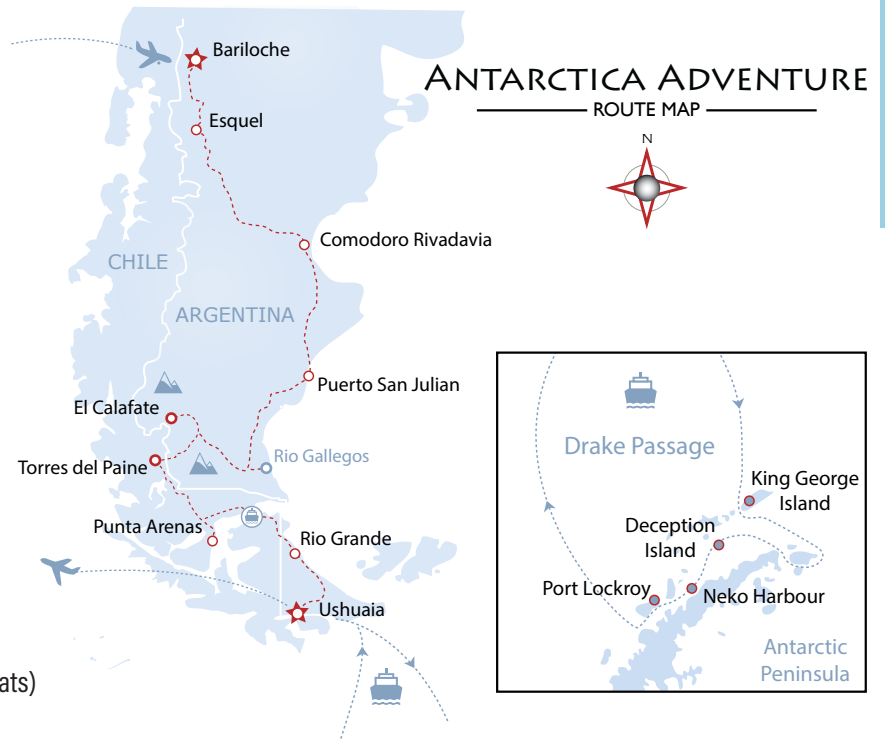 Bariloche
ANTARCTICA ADVENTURE
ROUTE MAP
Esquel
N
Comodoro Rivadavia
CHILE
ARGENTINA
Puerto San Julian
El Calafate
Rio Gallegos
Torres del Paine
Punta Arenas
Rio Grande
Ushuaia
ats)
Drake Passage
King George
Island
Deception
Island
Port Lockroy
Neko Harbour
Antarctic
Peninsula